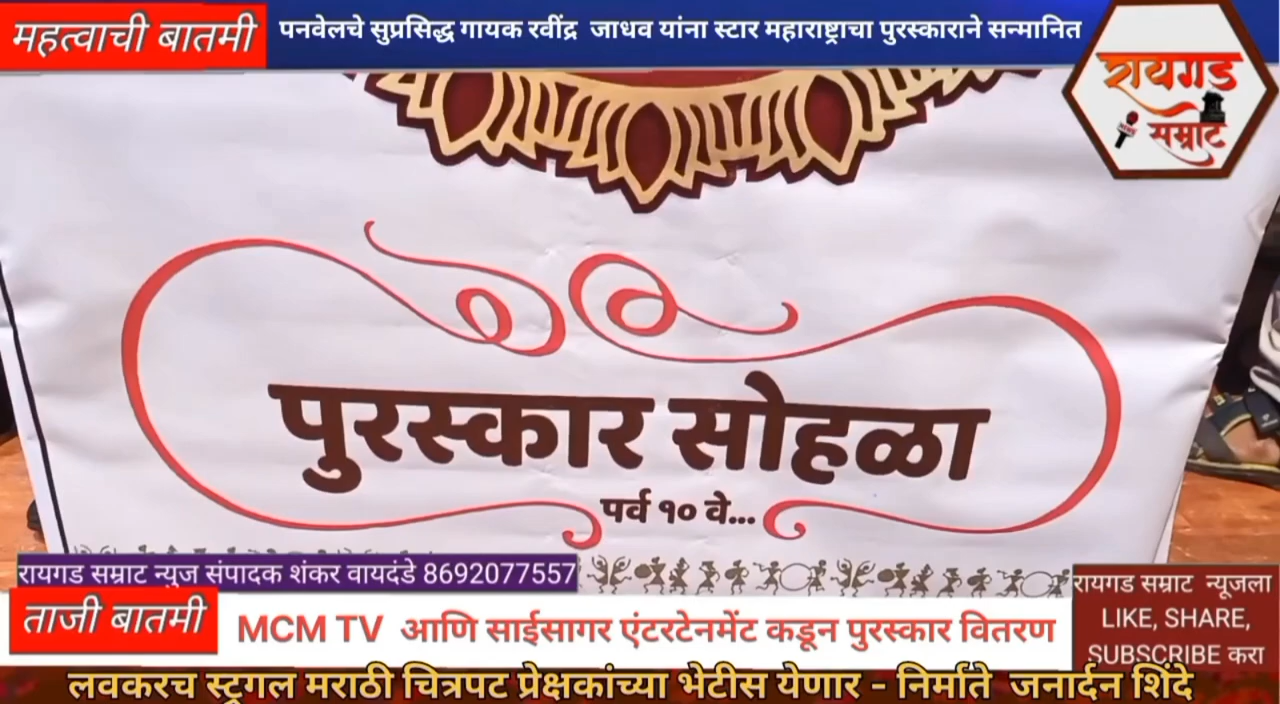 महत्वाची बातमी
पनवेलचे सुप्रसिद्ध गायक रवींद्र जाधव यांना स्टार महाराष्ट्राचा पुरस्काराने सन्मानित
रायगड
सम्राट
पुरस्कार सोहळा
पर्व १० वे...
रायगड सम्राट न्युज संपादक शंकर वायदंडे 8692077557
ताजी बातमी
MCM TV आणि साईसागर एंटरटेनमेंट कडून पुरस्कार वितरण
रायगड सम्राट न्यूजला
LIKE, SHARE,
SUBSCRIBE करा
लवकरच स्ट्रगल मराठी चित्रपट प्रेक्षकांच्या भेटीस येणार - निर्माते जनार्दन शिंदे